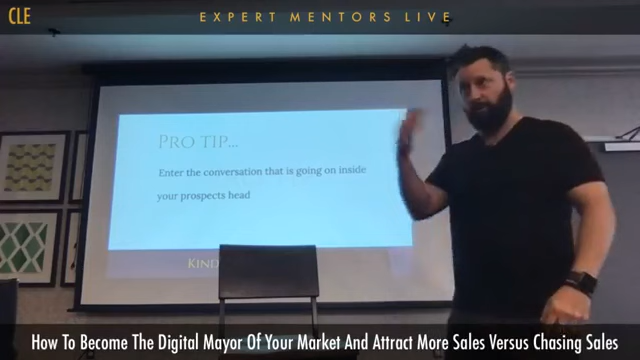 CLE
EXPERT MENTORS LIVE
PRO TIP...
Enter the conversation that is going on inside
your prospects head
How To Become The Digital Mayor Of Your Market And Attract More Sales Versus Chasing Sales